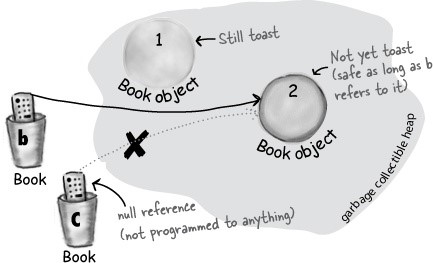 1
Still toast
Book object
Not yet toast
(safe as long as b
refers to it)
2
Book object
b
Book
c
Book
null reference
(not programmed to anything)
garbage collectible heap